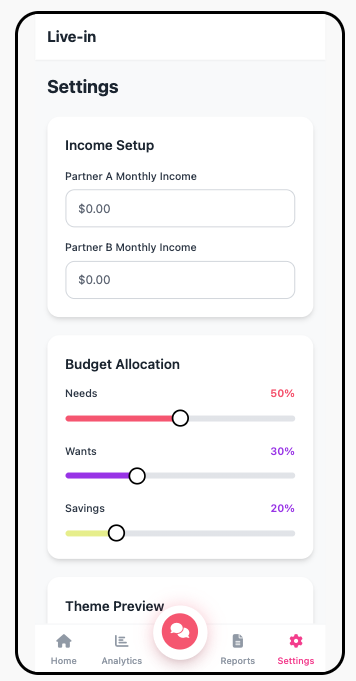 Live-in
Settings
Income Setup
Partner A Monthly Income
$0.00
Partner B Monthly Income
$0.00
Budget Allocation
Needs 50%
Wants 30%
Savings 20%
Theme Preview
Home Analytics Reports Settings